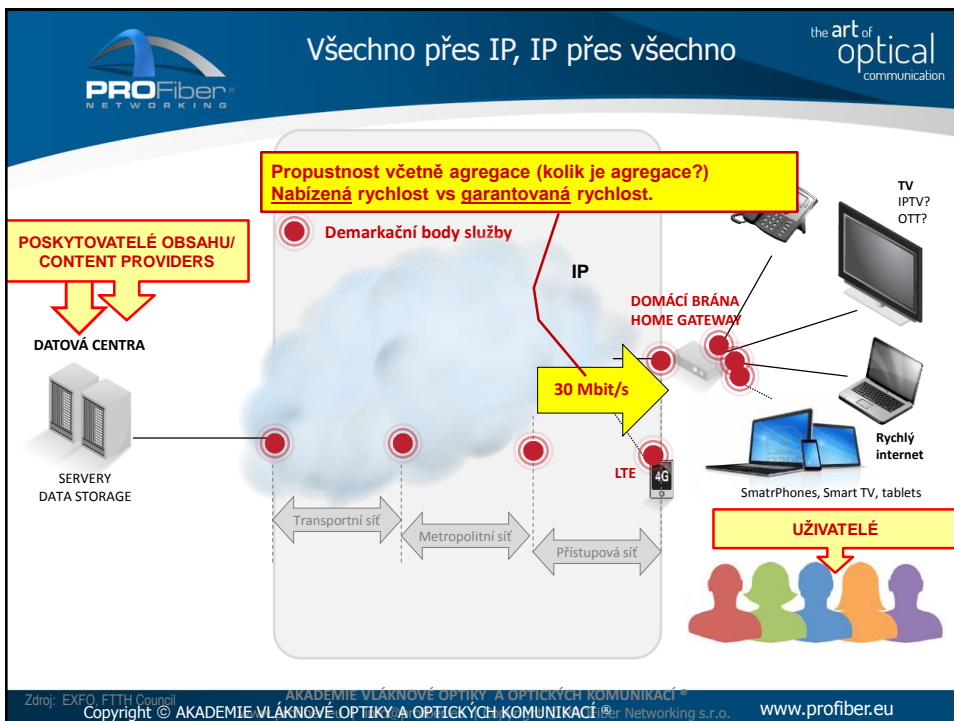 PROFiber®
NETWORKING
Všechno přes IP, IP přes všechno
the art of
optical
communication
Propustnost včetně agregace (kolik je agregace?)
Nabízená rychlost vs garantovaná rychlost.
TV
IPTV?
OTT?
Demarkační body služby
POSKYTOVATELÉ OBSAHU/
CONTENT PROVIDERS
IP
DOMÁCÍ BRÁNA
HOME GATEWAY
DATOVÁ CENTRA
30 Mbit/s
Rychlý
internet
LTE
4G
SERVERY
DATA STORAGE
SmatrPhones, Smart TV, tablets
Transportní síť
Metropolitní síť
Přístupová síť
UŽIVATELÉ
Zdroj: EXFO, FTTH Council
AKADEMIE VLÁKNOVÉ OPTIKY A OPTICKÝCH KOMUNIKACÍ ®
Copyright © AKADEMIE VLÁKNOVÉ OPTIKY A OPTICKÝCH KOMUNIKACÍ ®
Networking s.r.o.
www.profiber.eu